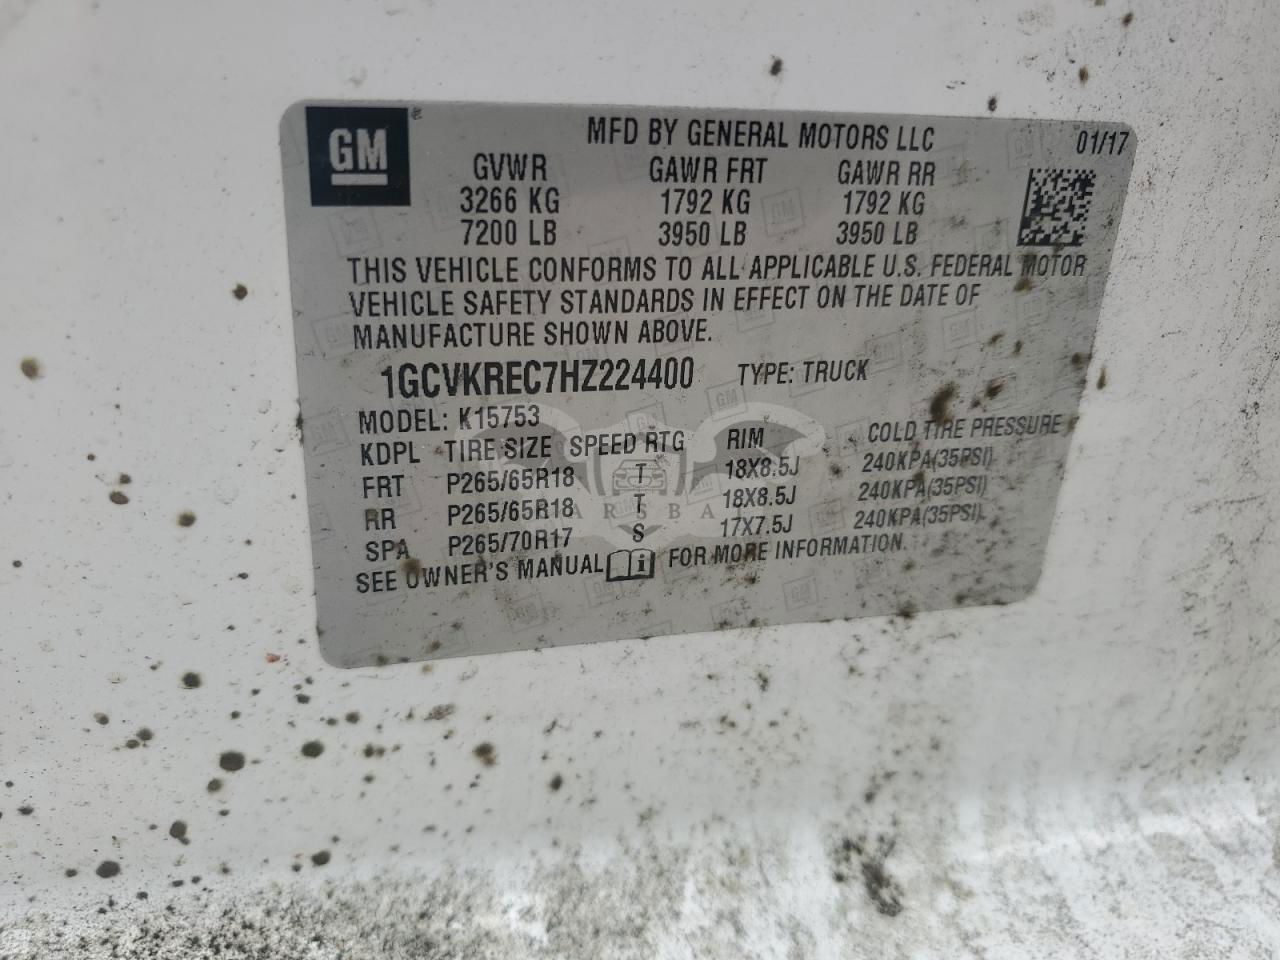 GM
MFD BY GENERAL MOTORS LLC 01/17
GVWR GAWR FRT GAWR RR
3266 KG 1792 KG 1792 KG
7200 LB 3950 LB 3950 LB
THIS VEHICLE CONFORMS TO ALL APPLICABLE U.S. FEDERAL MOTOR
VEHICLE SAFETY STANDARDS IN EFFECT ON THE DATE OF
MANUFACTURE SHOWN ABOVE.
1GCVKREC7HZ224400 TYPE: TRUCK
MODEL: K15753
KDPL TIRE SIZE SPEED RTG RIM COLD TIRE PRESSURE
FRT P265/65R18 T 18X8.5J 240KPA(35PSI)
RR P265/65R18 T 18X8.5J 240KPA(35PSI)
SPA P265/70R17 S 17X7.5J 240KPA(35PSI)
SEE OWNER'S MANUAL FOR MORE INFORMATION.